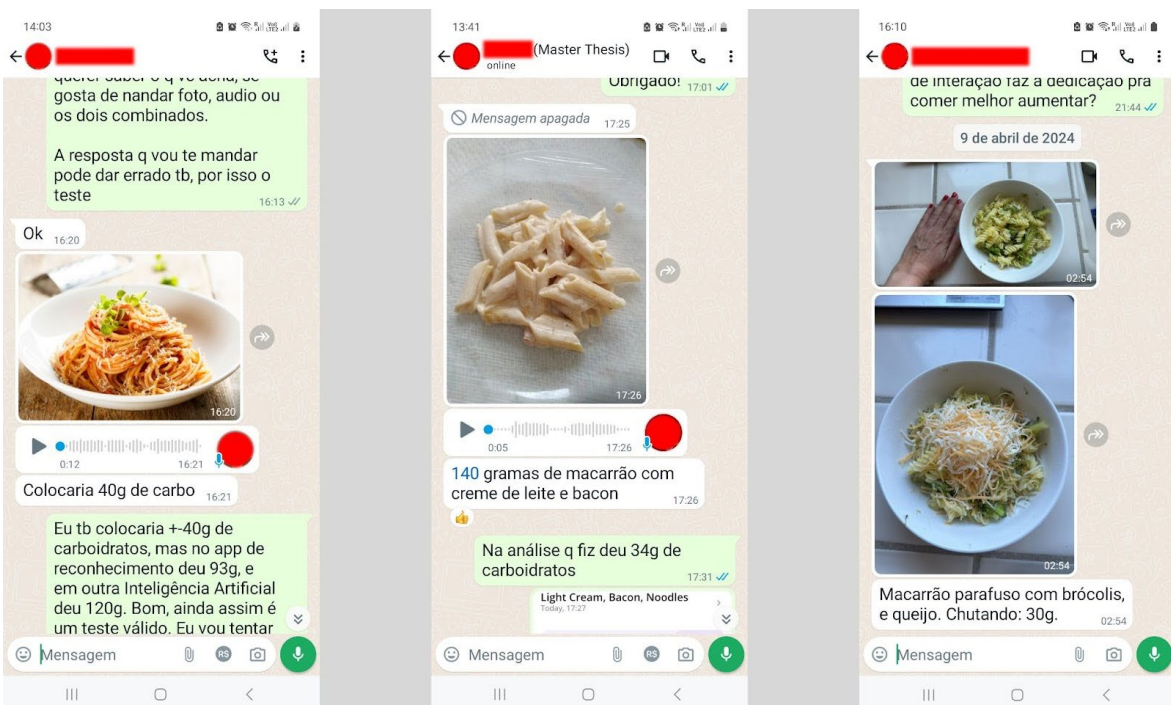 14:03
querer saber o q vc acha, se
gosta de nandar foto, audio ou
os dois combinados.
A resposta q vou te mandar
pode dar errado tb, por isso o
teste
16:13
Ok 16:20
16:20
0:12 16:21
Colocaria 40g de carbo 16:21
Eu tb colocaria +-40g de
carboidratos, mas no app de
reconhecimento deu 93g, e
em outra Inteligência Artificial
deu 120g. Bom, ainda assim é
um teste válido. Eu vou tentar
Mensagem
RS
13:41
(Master Thesis)
online
Obrigado! 17:01
Mensagem apagada 17:25
17:26
0:05 17:26
140 gramas de macarrão com
creme de leite e bacon 17:26
Na análise q fiz deu 34g de
carboidratos 17:31
Light Cream, Bacon, Noodles
Today, 17:27
Mensagem
RS
16:10
de interação faz a dedicação pra
comer melhor aumentar? 21:44
9 de abril de 2024
02:54
02:54
Macarrão parafuso com brócolis,
e queijo. Chutando: 30g. 02:54
Mensagem